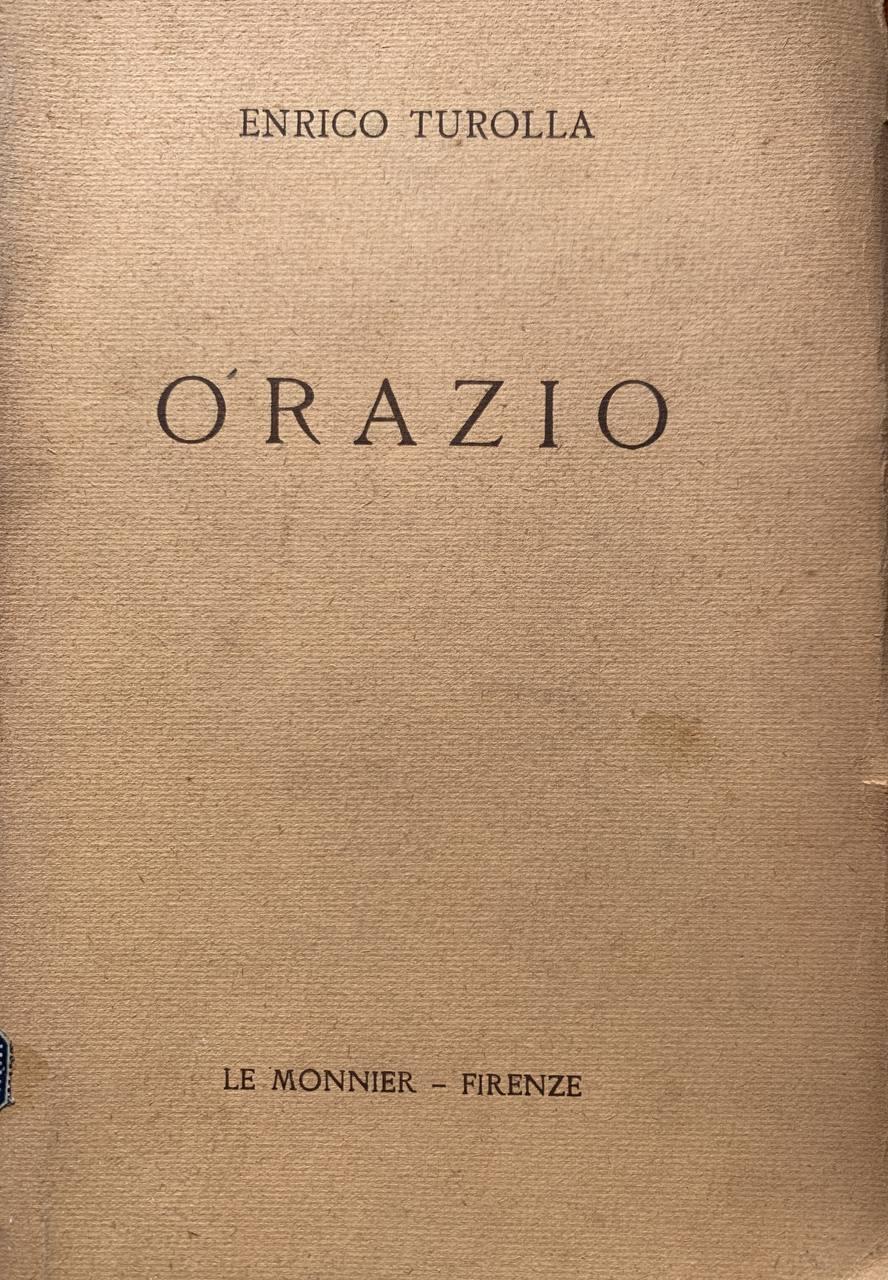 ENRICO TUROLLA
ORAZIO
LE MONNIER – FIRENZE